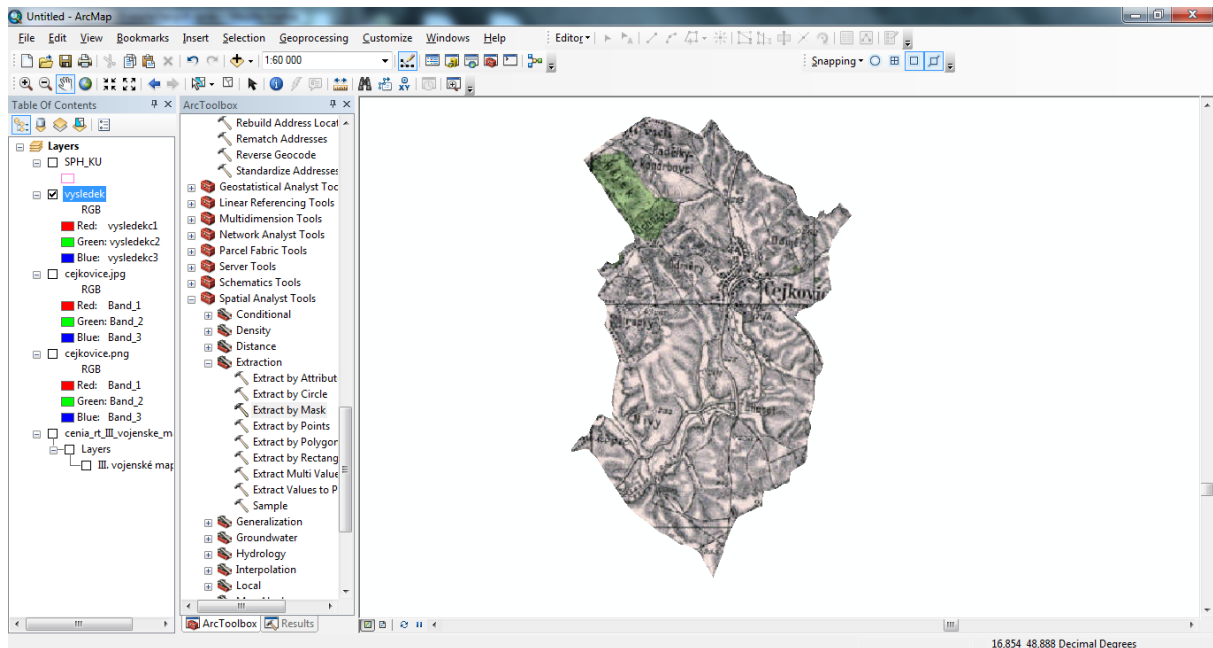 Untitled - ArcMap
File Edit View Bookmarks Insert Selection Geoprocessing Customize Windows Help Editor
1:60 000 Snapping
Table Of Contents
Layers
SPH_KU
vysledek
RGB
Red: vysledekc1
Green: vysledekc2
Blue: vysledekc3
cejkovice.jpg
RGB
Red: Band_1
Green: Band_2
Blue: Band_3
cejkovice.png
RGB
Red: Band_1
Green: Band_2
Blue: Band_3
cenia_rt_III_vojenske_m
Layers
III. vojenské map
ArcToolbox
Rebuild Address Locat
Rematch Addresses
Reverse Geocode
Standardize Addresses
Geostatistical Analyst Toc
Linear Referencing Tools
Multidimension Tools
Network Analyst Tools
Parcel Fabric Tools
Server Tools
Schematics Tools
Spatial Analyst Tools
Conditional
Density
Distance
Extraction
Extract by Attribut
Extract by Circle
Extract by Mask
Extract by Points
Extract by Polygor
Extract by Rectang
Extract Multi Value
Extract Values to P
Sample
Generalization
Groundwater
Hydrology
Interpolation
Local
ArcToolbox Results
Cejkovic
16,854 48,888 Decimal Degrees